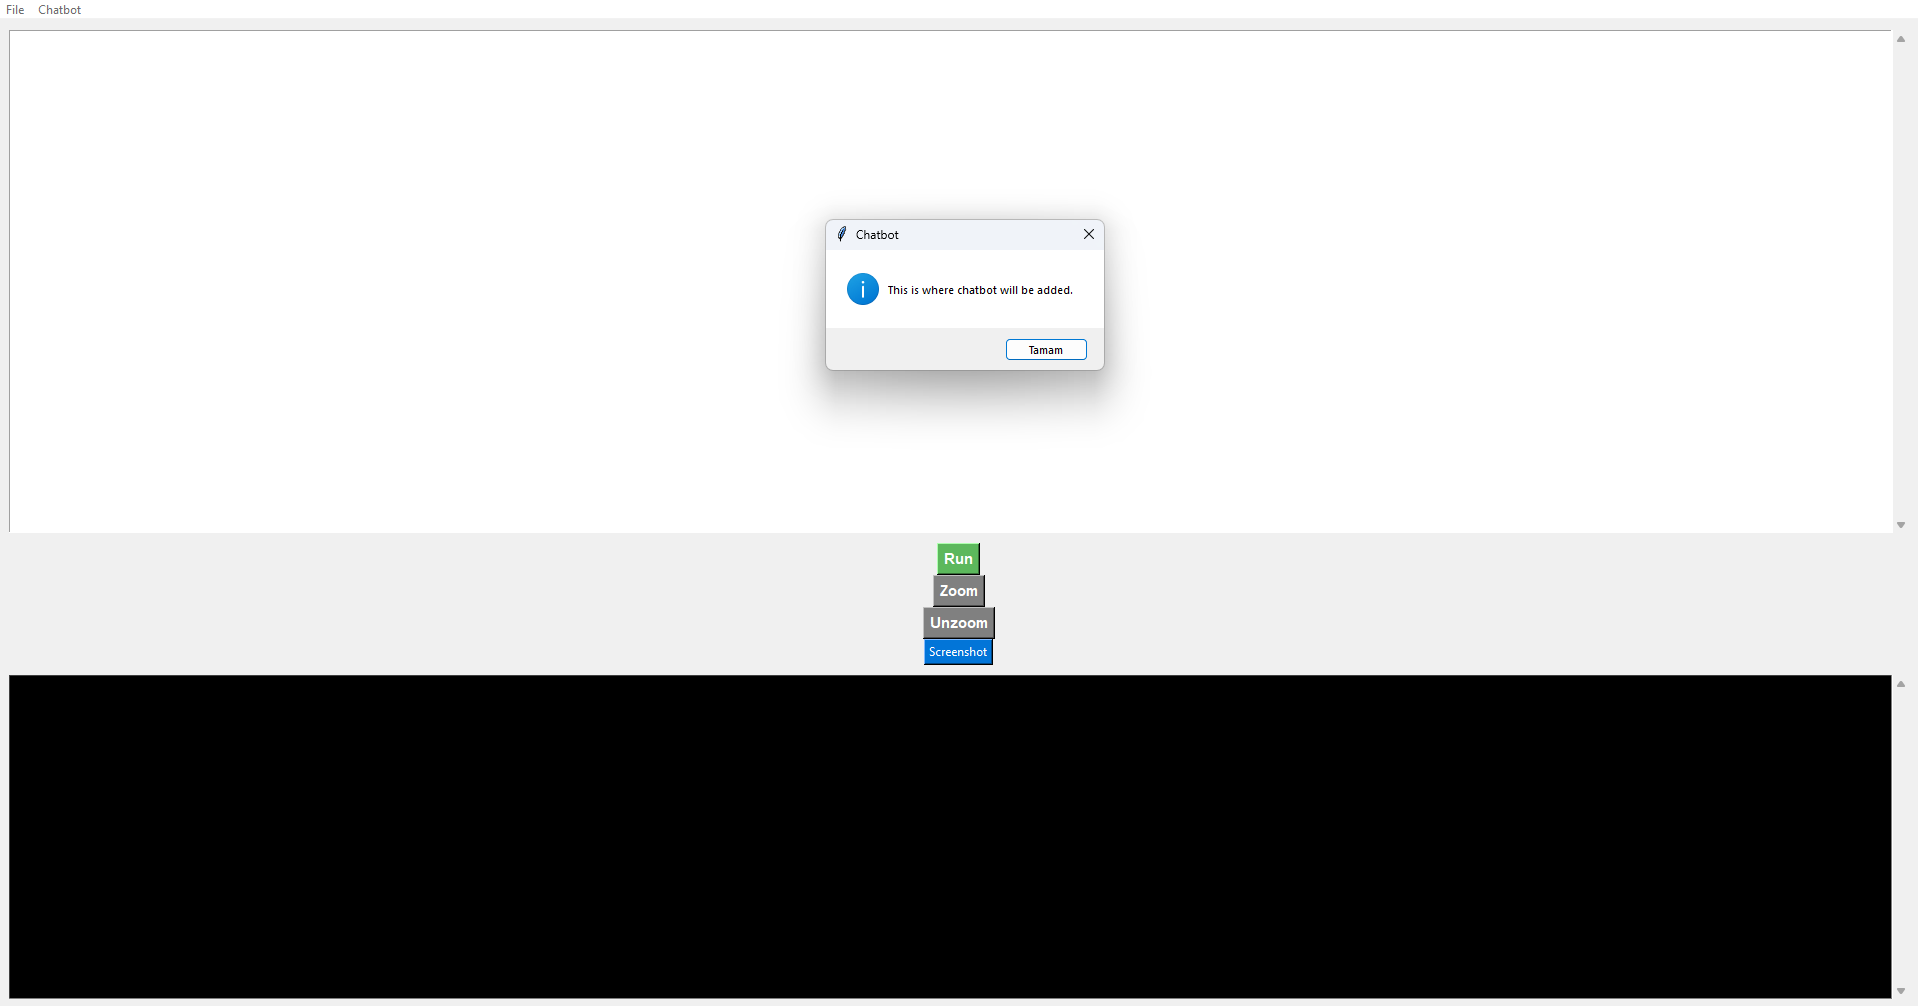 File Chatbot
Chatbot
This is where chatbot will be added.
Tamam
Run
Zoom
Unzoom
Screenshot